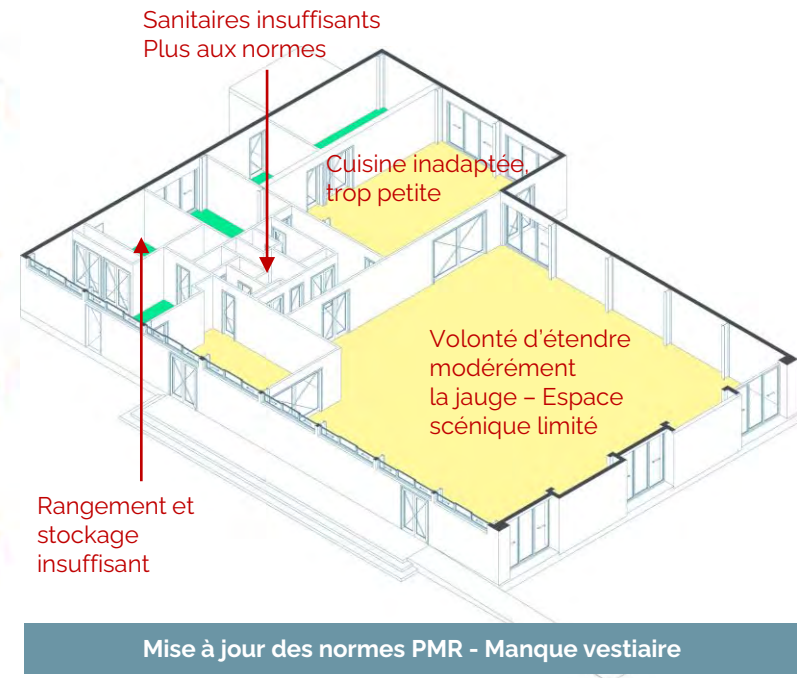 Sanitaires insuffisants
Plus aux normes
Cuisine inadaptée,
trop petite
Volonté d'étendre
modérément
la jauge – Espace
scénique limité
Rangement et
stockage
insuffisant
Mise à jour des normes PMR - Manque vestiaire